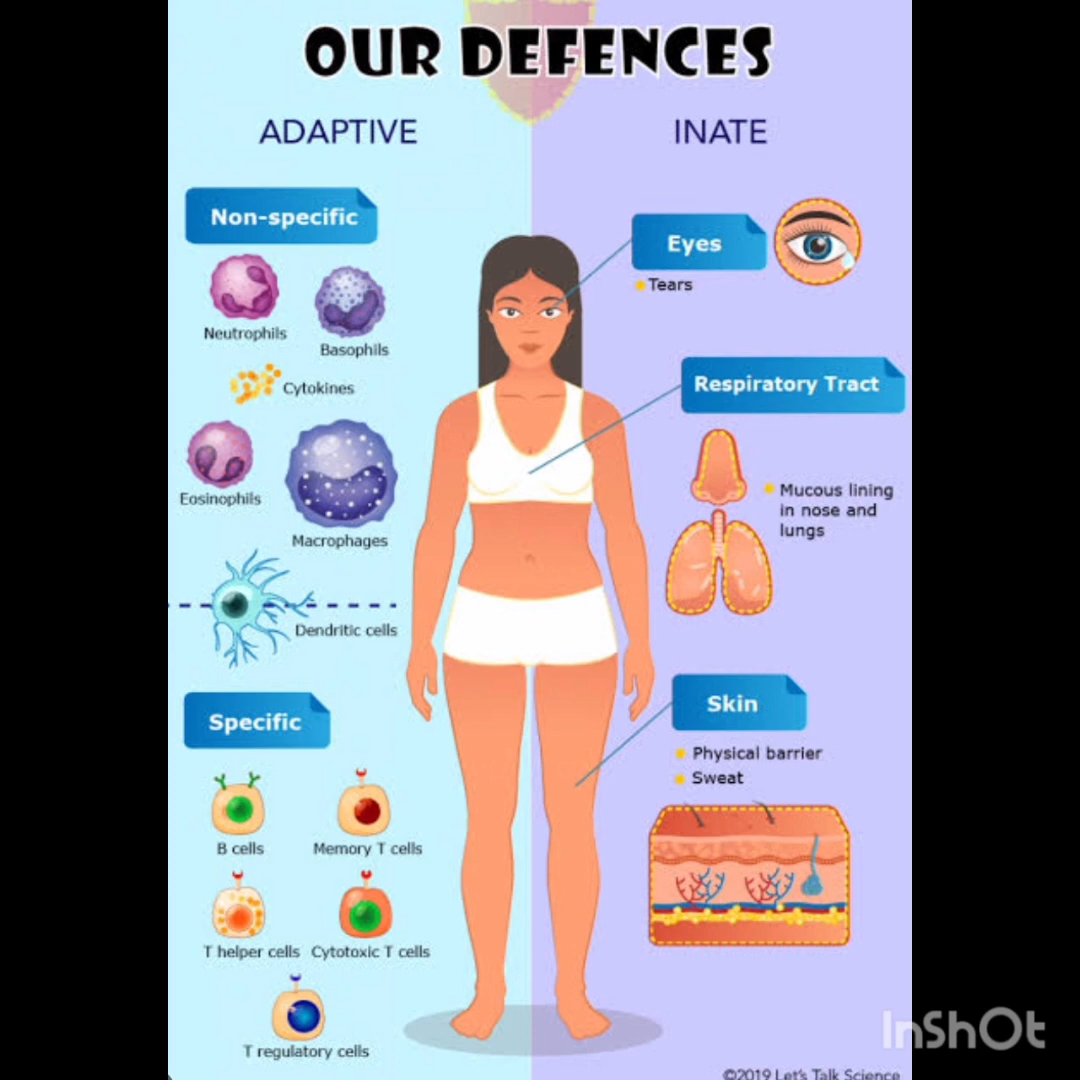 OUR DEFENCES
ADAPTIVE
Non-specific
Neutrophils
Basophils
Cytokines
Eosinophils
Macrophages
Dendritic cells
Specific
B cells
Memory T cells
T helper cells
Cytotoxic T cells
T regulatory cells
INATE
Eyes
Tears
Respiratory Tract
Mucous lining
in nose and
lungs
Skin
Physical barrier
Sweat
InShOt
©2019 Let's Talk Science